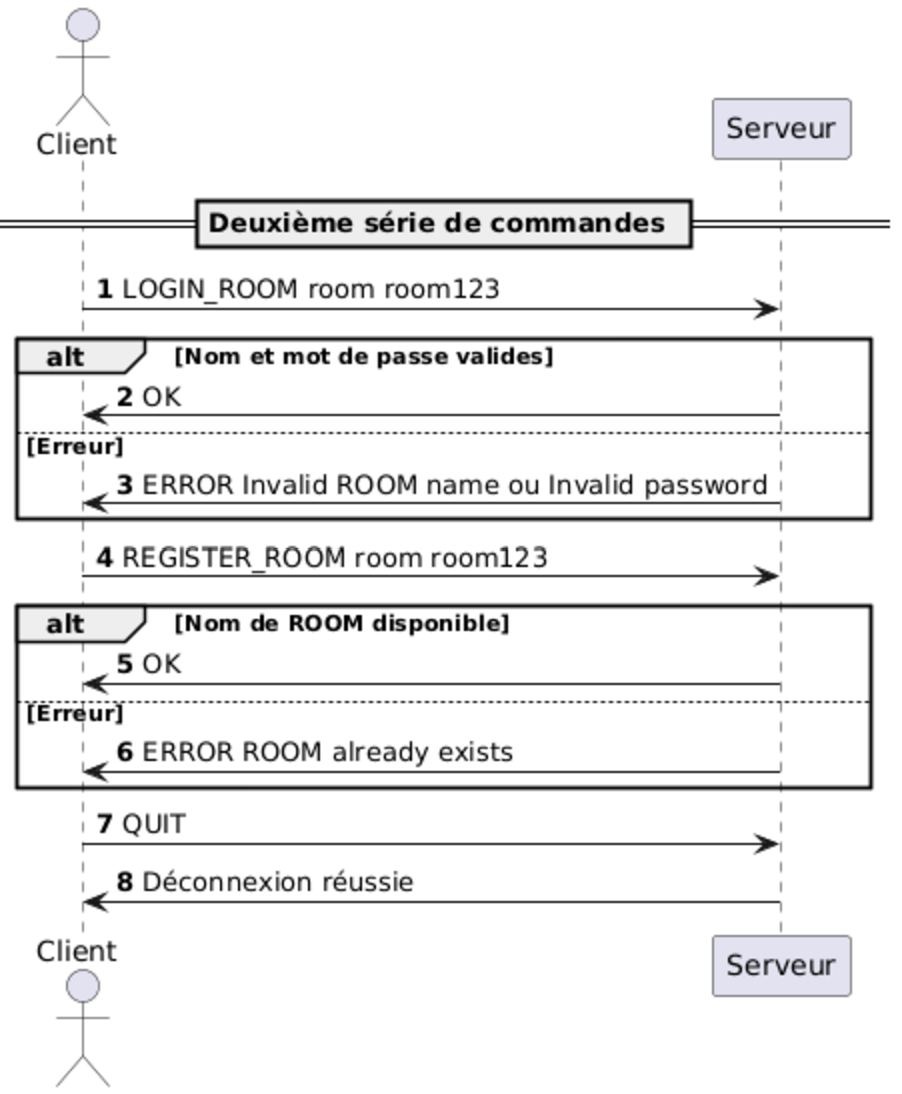 Client
Serveur
Deuxième série de commandes
1 LOGIN_ROOM room room123
alt [Nom et mot de passe valides]
2 OK
[Erreur]
3 ERROR Invalid ROOM name ou Invalid password
4 REGISTER_ROOM room room123
alt [Nom de ROOM disponible]
5 OK
[Erreur]
6 ERROR ROOM already exists
7 QUIT
8 Déconnexion réussie
Client
Serveur